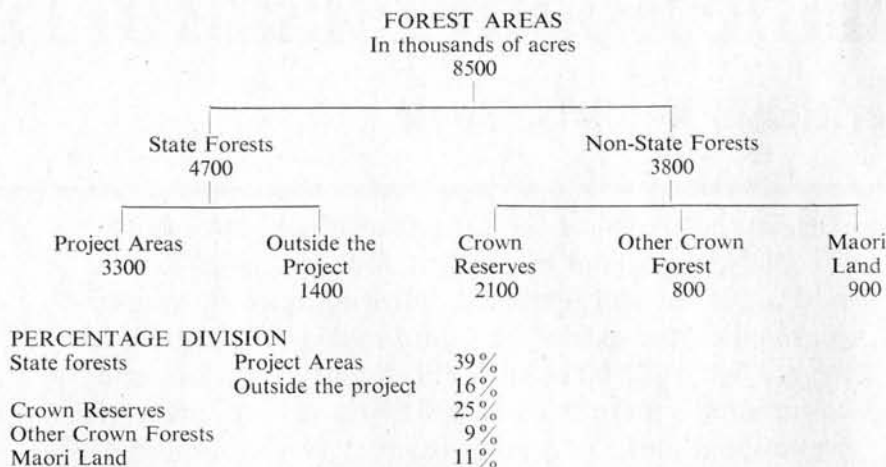 FOREST AREAS
In thousands of acres
8500
State Forests
4700
Non-State Forests
3800
Project Areas
3300
Outside the
Project
1400
Crown
Reserves
2100
Other Crown
Forest
800
Maori
Land
900
PERCENTAGE DIVISION
State forests Project Areas 39%
Outside the project 16%
Crown Reserves 25%
Other Crown Forests 9%
Maori Land 11%